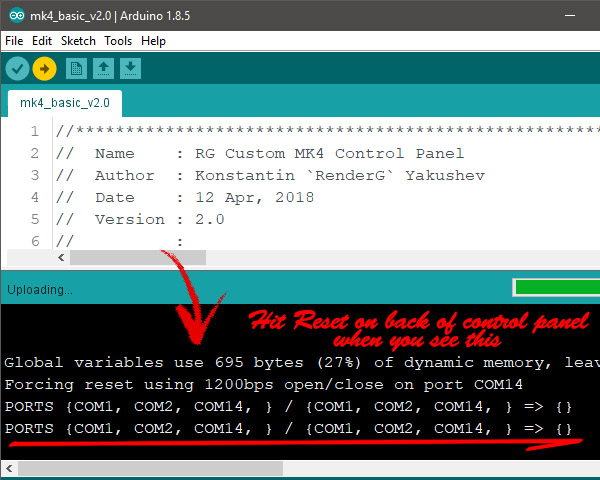 mk4_basic_v2.0 | Arduino 1.8.5
File Edit Sketch Tools Help
mk4_basic_v2.0
1 //*****************************************************
2 //  Name    : RG Custom MK4 Control Panel
3 //  Author  : Konstantin `RenderG` Yakushev
4 //  Date    : 12 Apr, 2018
5 //  Version : 2.0
6 //          :
Uploading...
Hit Reset on back of control panel
when you see this
Global variables use 695 bytes (27%) of dynamic memory, leav
Forcing reset using 1200bps open/close on port COM14
PORTS {COM1, COM2, COM14, } / {COM1, COM2, COM14, } => {}
PORTS {COM1, COM2, COM14, } / {COM1, COM2, COM14, } => {}